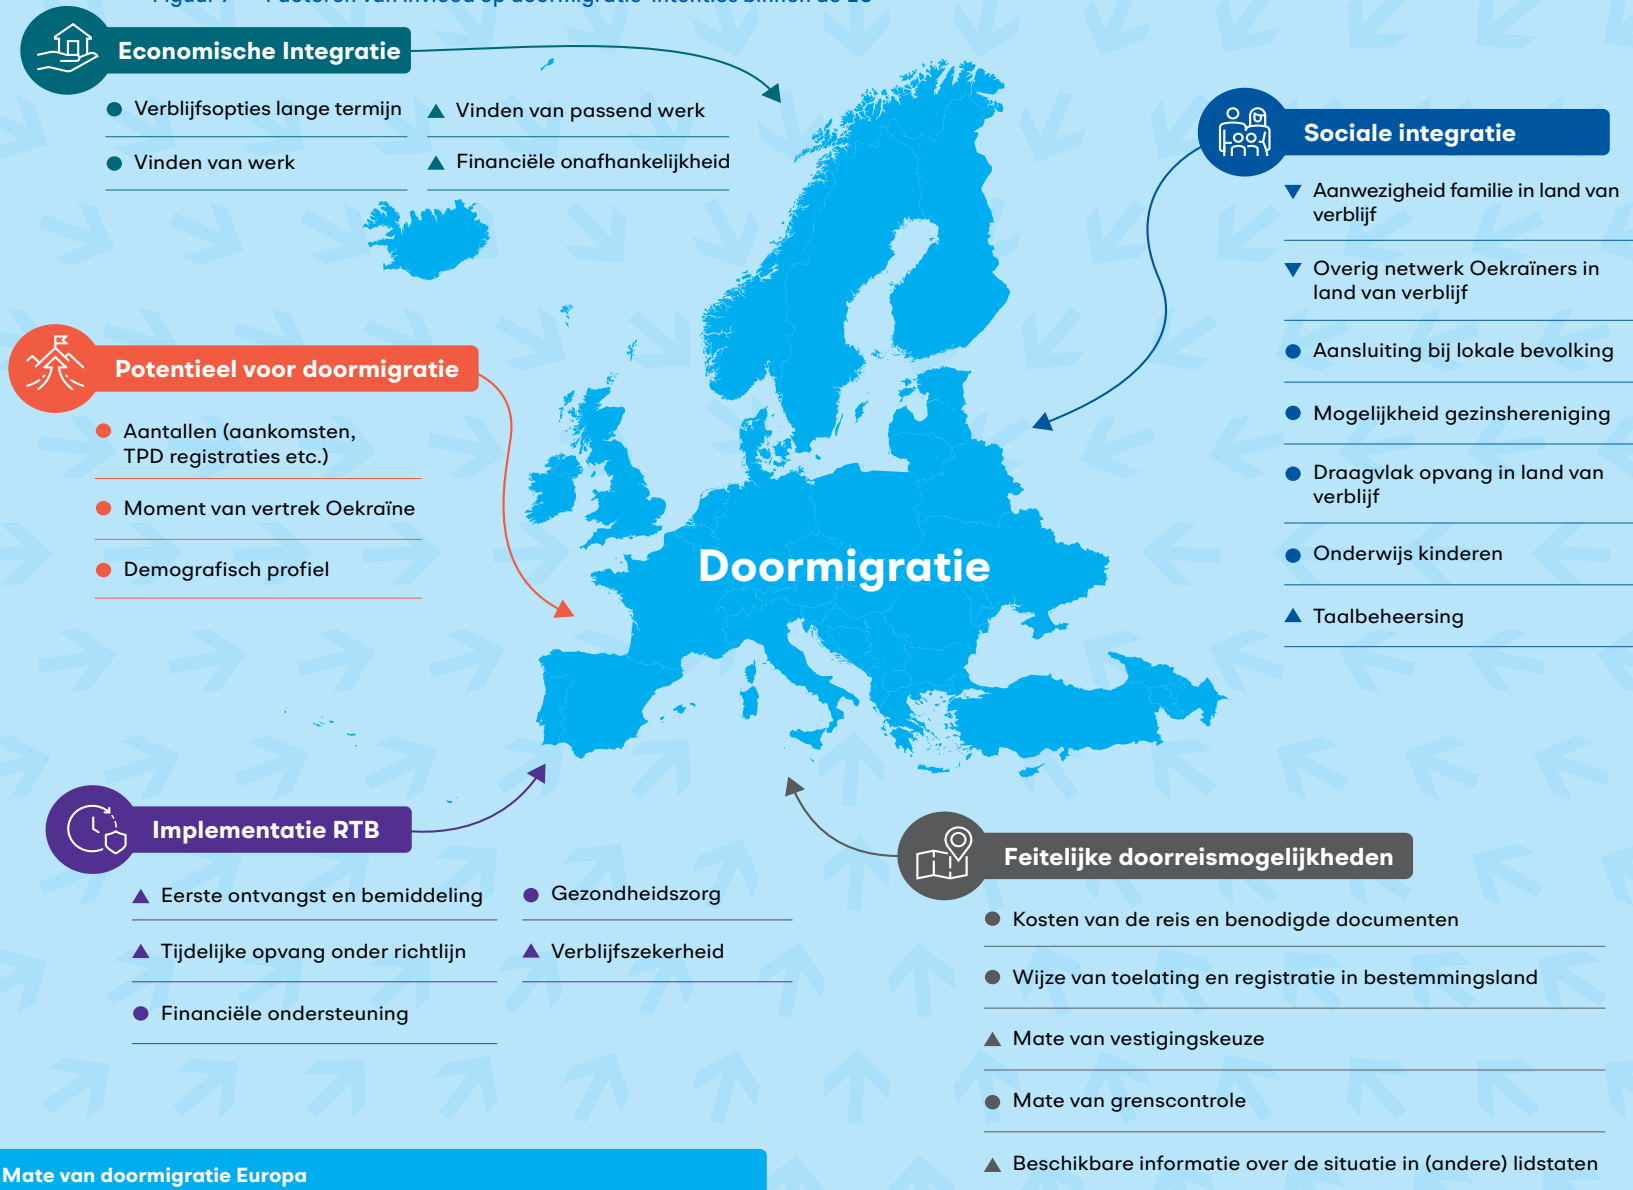 Economische Integratie
Verblijfsopties lange termijn
Vinden van werk
Vinden van passend werk
Financiële onafhankelijkheid
Sociale integratie
Aanwezigheid familie in land van
verblijf
Overig netwerk Oekraïners in
land van verblijf
Aansluiting bij lokale bevolking
Mogelijkheid gezinshereniging
Draagvlak opvang in land van
verblijf
Onderwijs kinderen
Taalbeheersing
Potentieel voor doormigratie
Aantallen (aankomsten,
TPD registraties etc.)
Moment van vertrek Oekraïne
Demografisch profiel
Doormigratie
Implementatie RTB
Eerste ontvangst en bemiddeling
Tijdelijke opvang onder richtlijn
Financiële ondersteuning
Gezondheidszorg
Verblijfszekerheid
Feitelijke doorreismogelijkheden
Kosten van de reis en benodigde documenten
Wijze van toelating en registratie in bestemmingsland
Mate van vestigingskeuze
Mate van grenscontrole
Beschikbare informatie over de situatie in (andere) lidstaten
Mate van doormigratie Europa